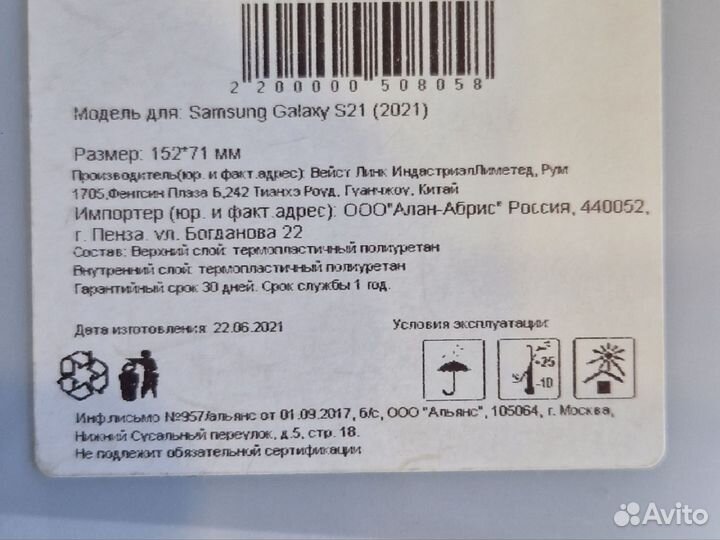 2 200000 508058
Модель для: Samsung Galaxy S21 (2021)
Размер: 152*71 мм
Производитель(юр. и факт.адрес): Вейст Линк ИндастриалЛиметед, Рум
1705,Фенгсин Плаза Б,242 Тианхэ Роуд, Гуанчжоу, Китай
Импортер (юр. и факт.адрес): ООО"Алан-Абрис" Россия, 440052,
г. Пенза. ул. Богданова 22
Состав: Верхний слой: термопластичный полиуретан
Внутренний слой: термопластичный полиуретан
Гарантийный срок 30 дней. Срок службы 1 год.
Дата изготовления: 22.06.2021
Условия эксплуатации:
+25
-10
Инф.письмо №957/альянс от 01.09.2017, б/с, ООО "Альянс", 105064, г. Москва,
Нижний Сусальный переулок, д.5, стр. 18.
Не подлежит обязательной сертификации
Avito